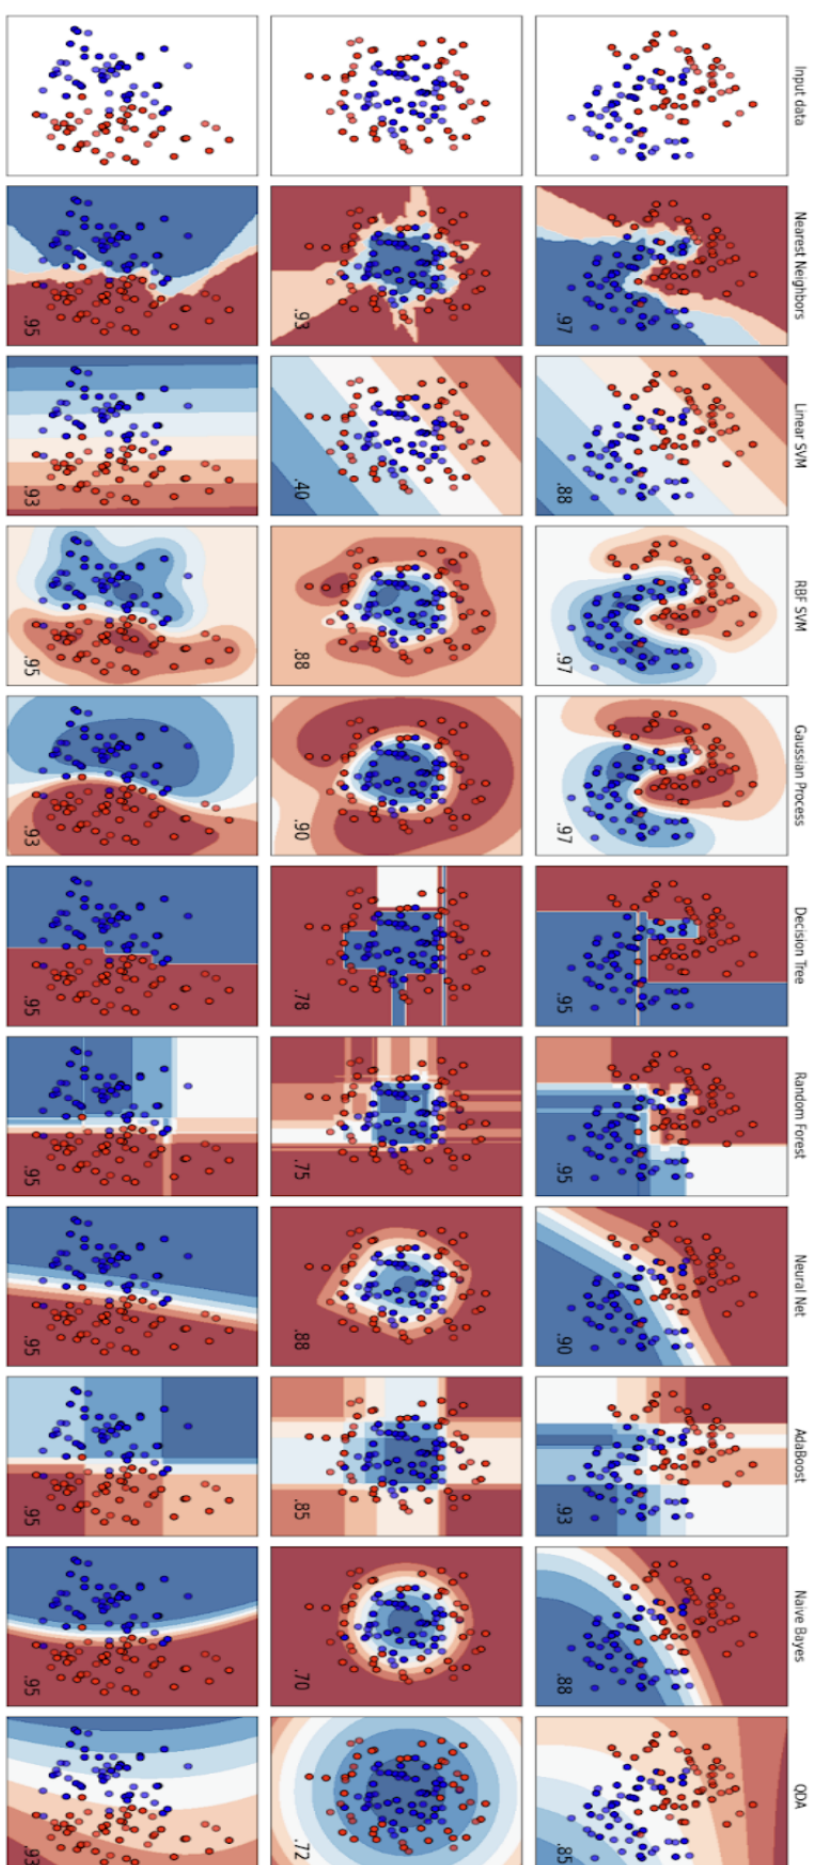 Input data
Nearest Neighbors
Linear SVM
RBF SVM
Gaussian Process
Decision Tree
Random Forest
Neural Net
AdaBoost
Naive Bayes
QDA
.97
.88
.97
.97
.95
.95
.90
.93
.88
.85
.93
.40
.88
.90
.78
.75
.88
.85
.70
.72
.95
.93
.95
.93
.95
.95
.95
.95
.95
.93